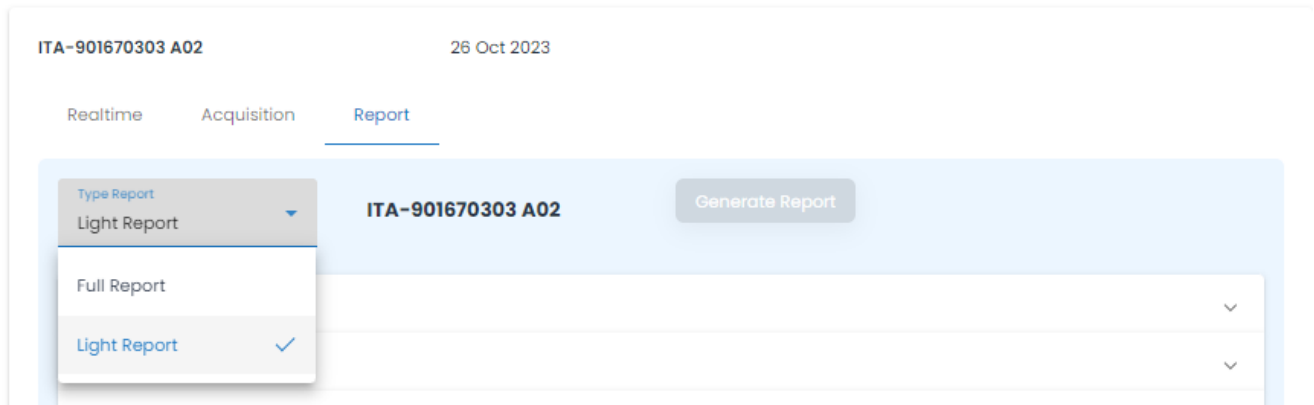 ITA-901670303 A02 26 Oct 2023
Realtime Acquisition Report
Type Report
Light Report
ITA-901670303 A02
Generate Report
Full Report
Light Report